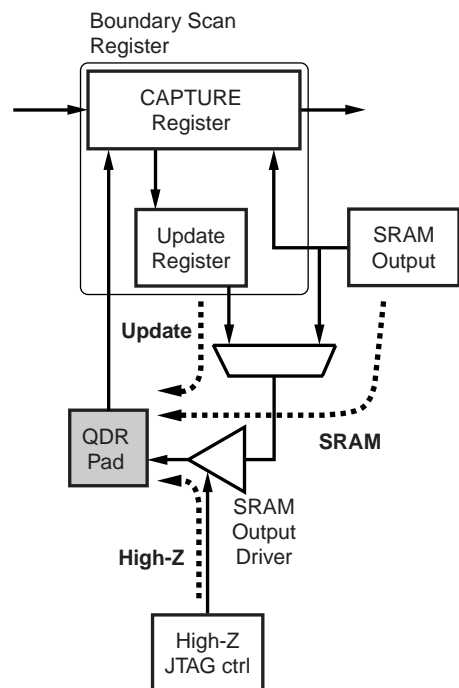 Boundary Scan
Register
CAPTURE
Register
Update
Register
SRAM
Output
Update
SRAM
QDR
Pad
SRAM
Output
Driver
High-Z
High-Z
JTAG ctrl